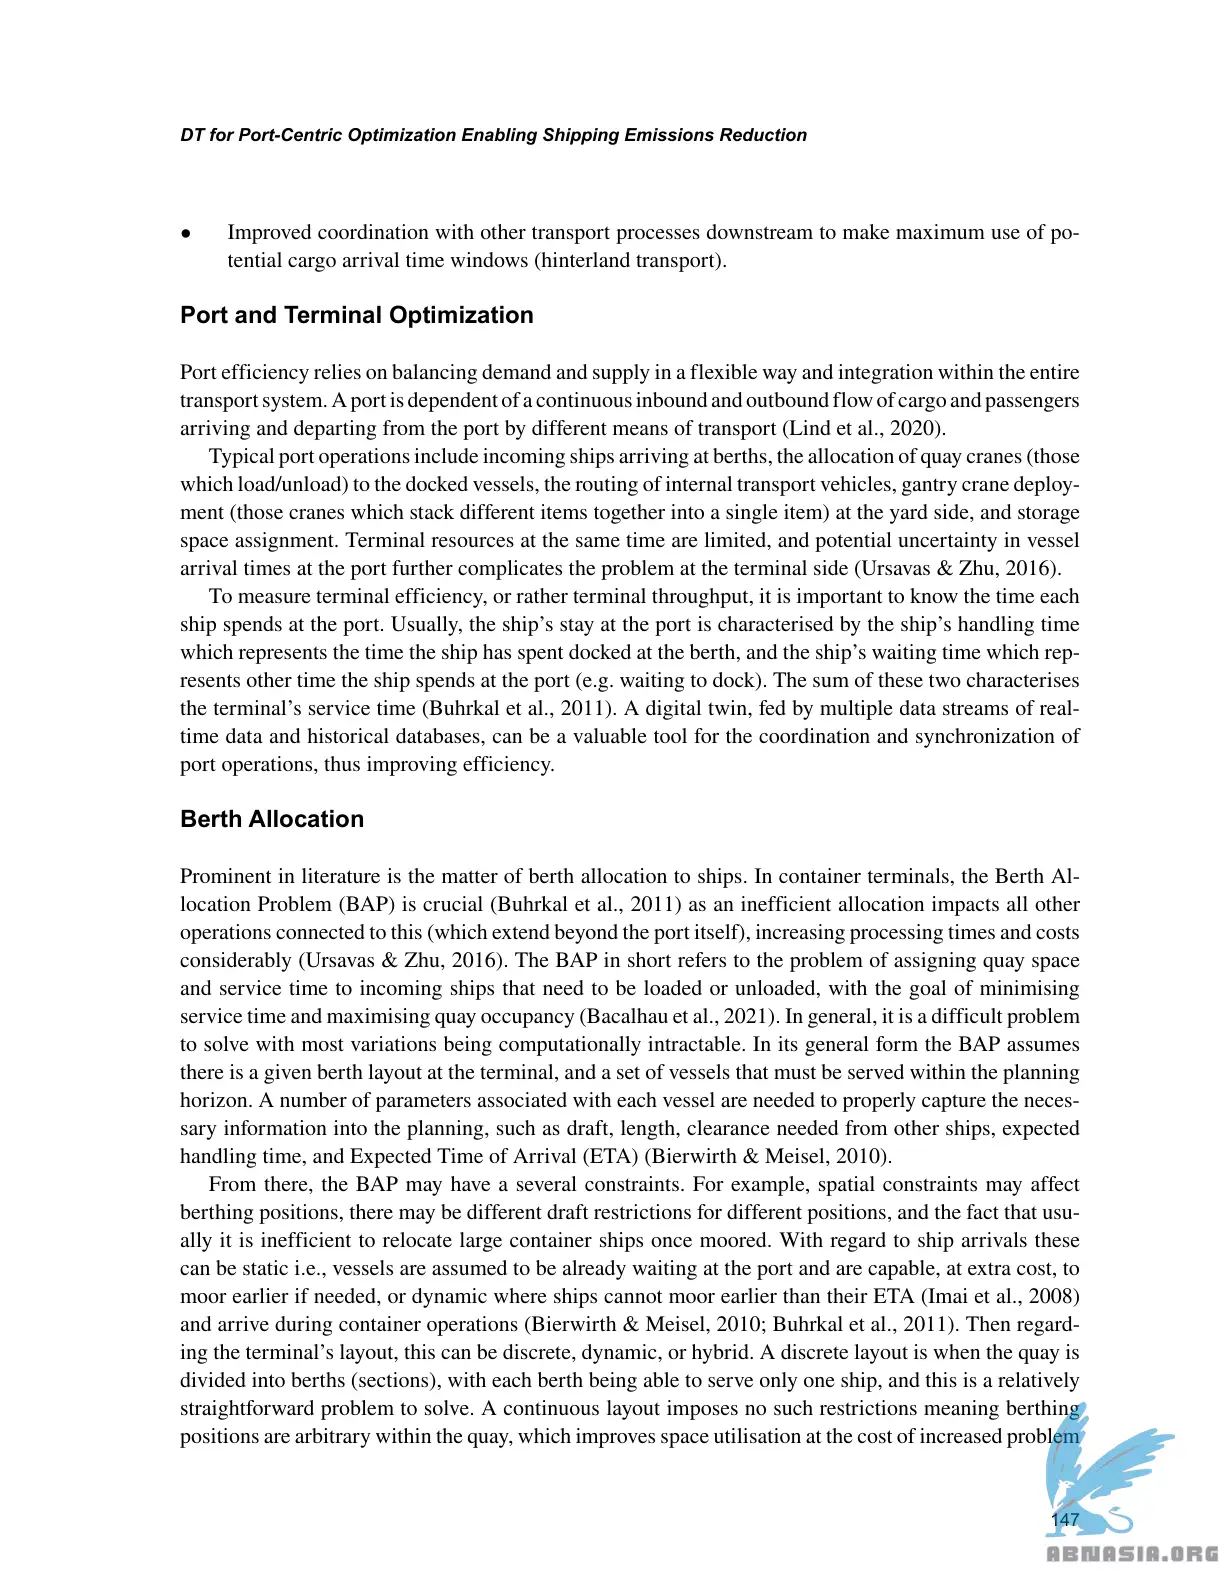 DT for Port-Centric Optimization Enabling Shipping Emissions Reduction
● Improved coordination with other transport processes downstream to make maximum use of po-
tential cargo arrival time windows (hinterland transport).
Port and Terminal Optimization
Port efficiency relies on balancing demand and supply in a flexible way and integration within the entire
transport system. A port is dependent of a continuous inbound and outbound flow of cargo and passengers
arriving and departing from the port by different means of transport (Lind et al., 2020).
Typical port operations include incoming ships arriving at berths, the allocation of quay cranes (those
which load/unload) to the docked vessels, the routing of internal transport vehicles, gantry crane deploy-
ment (those cranes which stack different items together into a single item) at the yard side, and storage
space assignment. Terminal resources at the same time are limited, and potential uncertainty in vessel
arrival times at the port further complicates the problem at the terminal side (Ursavas & Zhu, 2016).
To measure terminal efficiency, or rather terminal throughput, it is important to know the time each
ship spends at the port. Usually, the ship’s stay at the port is characterised by the ship’s handling time
which represents the time the ship has spent docked at the berth, and the ship’s waiting time which rep-
resents other time the ship spends at the port (e.g. waiting to dock). The sum of these two characterises
the terminal’s service time (Buhrkal et al., 2011). A digital twin, fed by multiple data streams of real-
time data and historical databases, can be a valuable tool for the coordination and synchronization of
port operations, thus improving efficiency.
Berth Allocation
Prominent in literature is the matter of berth allocation to ships. In container terminals, the Berth Al-
location Problem (BAP) is crucial (Buhrkal et al., 2011) as an inefficient allocation impacts all other
operations connected to this (which extend beyond the port itself), increasing processing times and costs
considerably (Ursavas & Zhu, 2016). The BAP in short refers to the problem of assigning quay space
and service time to incoming ships that need to be loaded or unloaded, with the goal of minimising
service time and maximising quay occupancy (Bacalhau et al., 2021). In general, it is a difficult problem
to solve with most variations being computationally intractable. In its general form the BAP assumes
there is a given berth layout at the terminal, and a set of vessels that must be served within the planning
horizon. A number of parameters associated with each vessel are needed to properly capture the neces-
sary information into the planning, such as draft, length, clearance needed from other ships, expected
handling time, and Expected Time of Arrival (ETA) (Bierwirth & Meisel, 2010).
From there, the BAP may have a several constraints. For example, spatial constraints may affect
berthing positions, there may be different draft restrictions for different positions, and the fact that usu-
ally it is inefficient to relocate large container ships once moored. With regard to ship arrivals these
can be static i.e., vessels are assumed to be already waiting at the port and are capable, at extra cost, to
moor earlier if needed, or dynamic where ships cannot moor earlier than their ETA (Imai et al., 2008)
and arrive during container operations (Bierwirth & Meisel, 2010; Buhrkal et al., 2011). Then regard-
ing the terminal’s layout, this can be discrete, dynamic, or hybrid. A discrete layout is when the quay is
divided into berths (sections), with each berth being able to serve only one ship, and this is a relatively
straightforward problem to solve. A continuous layout imposes no such restrictions meaning berthing
positions are arbitrary within the quay, which improves space utilisation at the cost of increased problem
147
ABNASIA.ORG